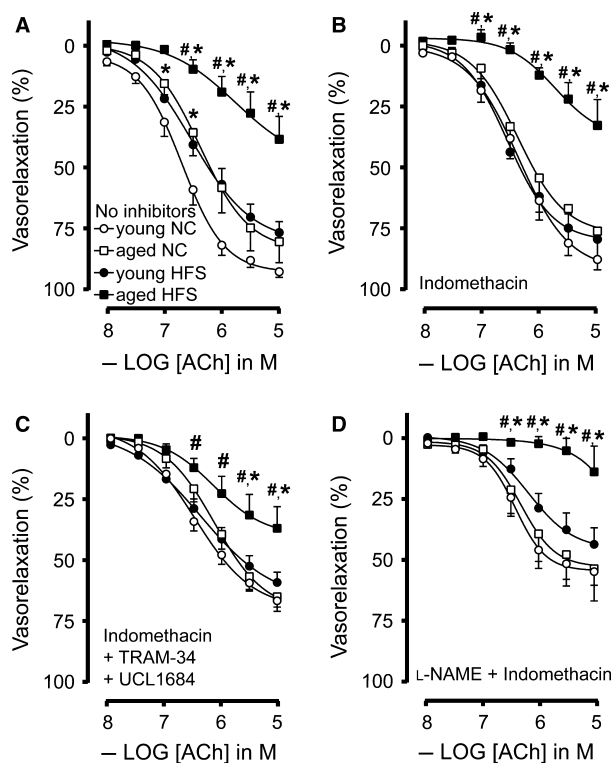 A
0
25
50
75
100
Vasorelaxation (%)
#,* *,* #,* #,*
* *
No inhibitors
young NC
aged NC
young HFS
aged HFS
8 7 6 5
– LOG [ACh] in M
B
0
25
50
75
100
Vasorelaxation (%)
#,* #,* #,* #,* #,*
Indomethacin
8 7 6 5
– LOG [ACh] in M
C
0
25
50
75
100
Vasorelaxation (%)
# # #,* #,*
Indomethacin
+ TRAM-34
+ UCL1684
8 7 6 5
– LOG [ACh] in M
D
0
25
50
75
100
Vasorelaxation (%)
#,* #,* #,* #,*
L-NAME + Indomethacin
8 7 6 5
– LOG [ACh] in M